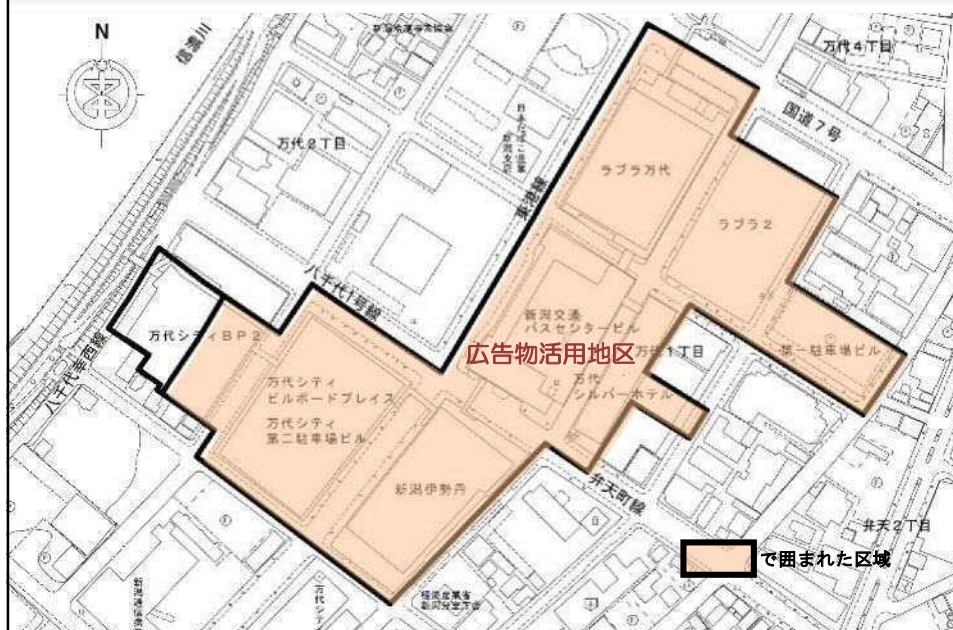 N
信濃川
万代4丁目
国道7号
万代2丁目
東港線
ラブラ万代
ラブラ2
八千代1号線
新潟交通
バスセンタービル
万代シティBP2
広告物活用地区
万代1丁目
第一駐車場ビル
八千代幸西線
万代シティ
ビルボードプレイス
万代
シルバーホテル
万代シティ
第二駐車場ビル
新潟伊勢丹
弁天町線
弁天2丁目
で囲まれた区域
経済産業省